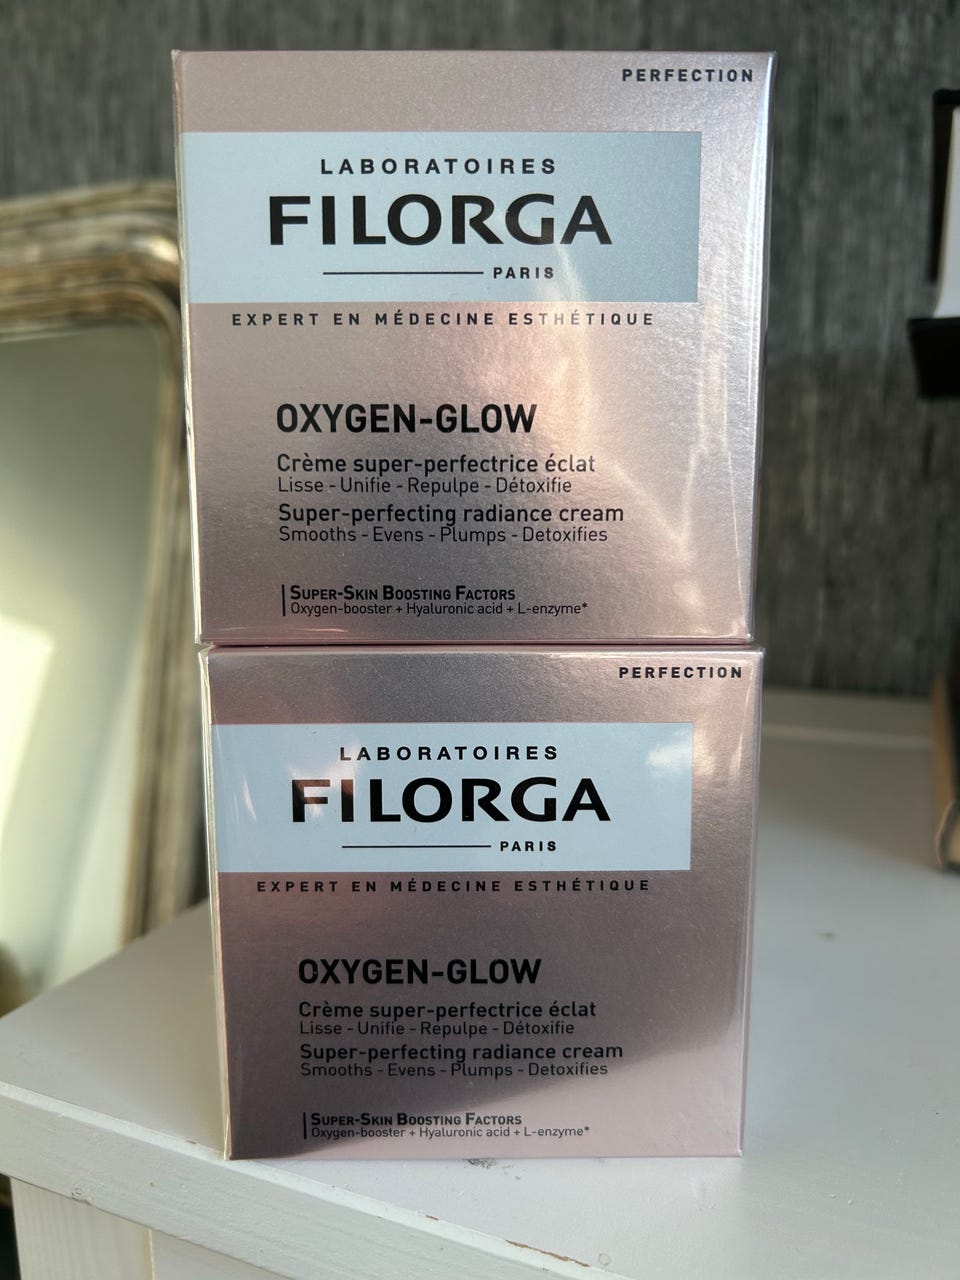 PERFECTION
LABORATOIRES
FILORGA
PARIS
EXPERT EN MÉDECINE ESTHÉTIQUE
OXYGEN-GLOW
Crème super-perfectrice éclat
Lisse - Unifie - Repulpe - Détoxifie
Super-perfecting radiance cream
Smooths - Evens - Plumps - Detoxifies
SUPER-SKIN BOOSTING FACTORS
Oxygen-booster + Hyaluronic acid + L-enzyme*
PERFECTION
LABORATOIRES
FILORGA
PARIS
EXPERT EN MÉDECINE ESTHÉTIQUE
OXYGEN-GLOW
Crème super-perfectrice éclat
Lisse - Unifie - Repulpe - Détoxifie
Super-perfecting radiance cream
Smooths - Evens - Plumps - Detoxifies
SUPER-SKIN BOOSTING FACTORS
Oxygen-booster + Hyaluronic acid + L-enzyme*